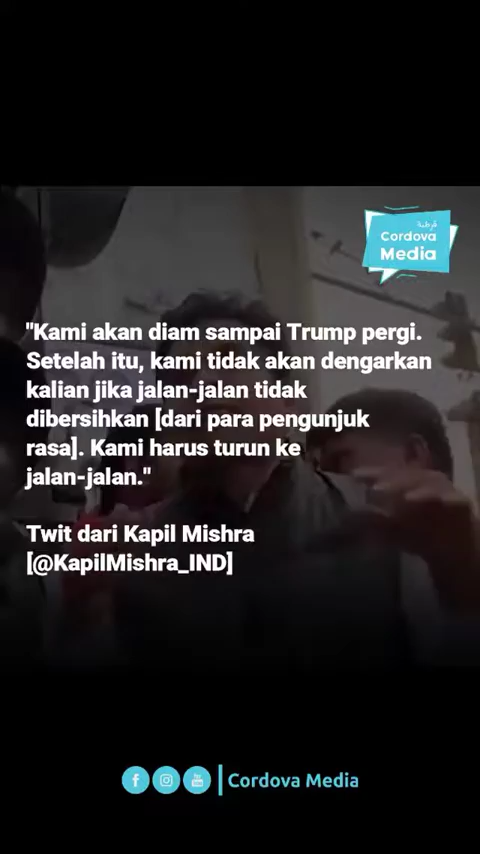 قرطبة
Cordova
Media
"Kami akan diam sampai Trump pergi.
Setelah itu, kami tidak akan dengarkan
kalian jika jalan-jalan tidak
dibersihkan [dari para pengunjuk
rasa]. Kami harus turun ke
jalan-jalan."
Twit dari Kapil Mishra
[@KapilMishra_IND]
Cordova Media